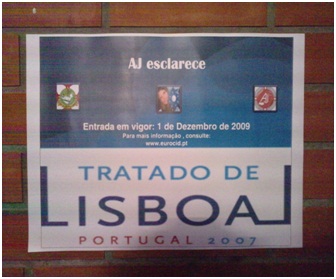 AJ esclarece
Entrada em vigor: 1 de Dezembro de 2009
Para mais informação , consulte:
www.eurocid.pt
TRATADO DE
LISBOA
PORTUGAL 2007